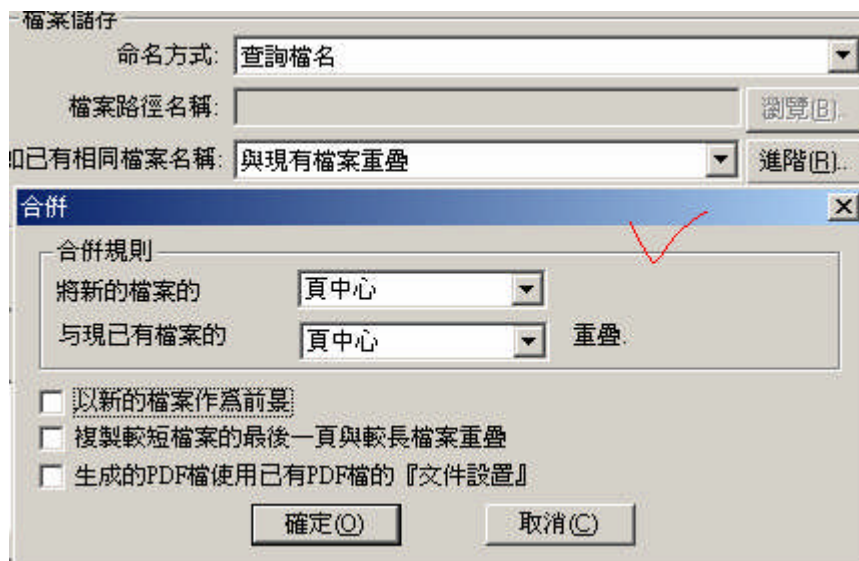 檔案儲存
命名方式: 查詢檔名
檔案路徑名稱: 瀏覽(B)..
如已有相同檔案名稱: 與現有檔案重疊 進階(R)..
合併
合併規則
將新的檔案的 頁中心
与現已有檔案的 頁中心 重疊.
以新的檔案作爲前景
複製較短檔案的最後一頁與較長檔案重疊
生成的PDF檔使用已有PDF檔的『文件設置』
確定(O) 取消(C)